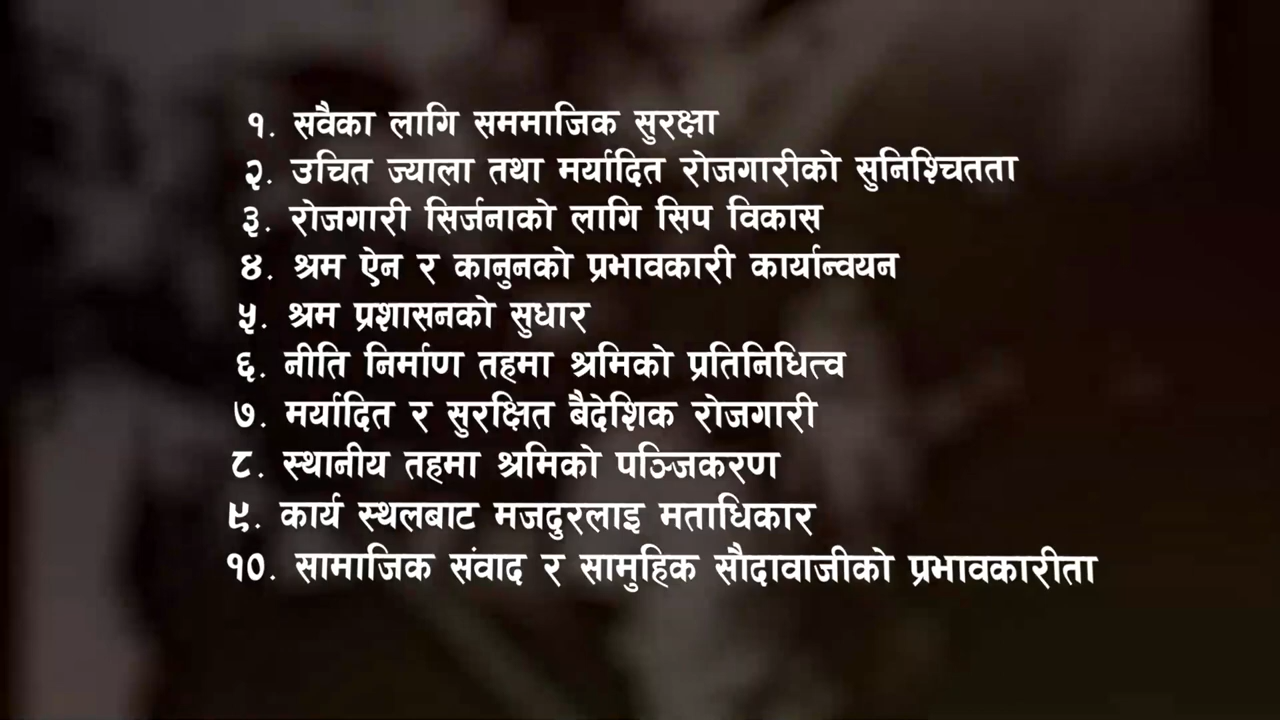 १. सवैका लागि सममाजिक सुरक्षा
२. उचित ज्याला तथा मर्यादित रोजगारीको सुनिश्चितता
३. रोजगारी सिर्जनाको लागि सिप विकास
४. श्रम ऐन र कानुनको प्रभावकारी कार्यान्वयन
५. श्रम प्रशासनको सुधार
६. नीति निर्माण तहमा श्रमिको प्रतिनिधित्व
७. मर्यादित र सुरक्षित बैदेशिक रोजगारी
८. स्थानीय तहमा श्रमिको पञ्जिकरण
९. कार्य स्थलबाट मजदुरलाइ मताधिकार
१०. सामाजिक संवाद र सामुहिक सौदावाजीको प्रभावकारीता